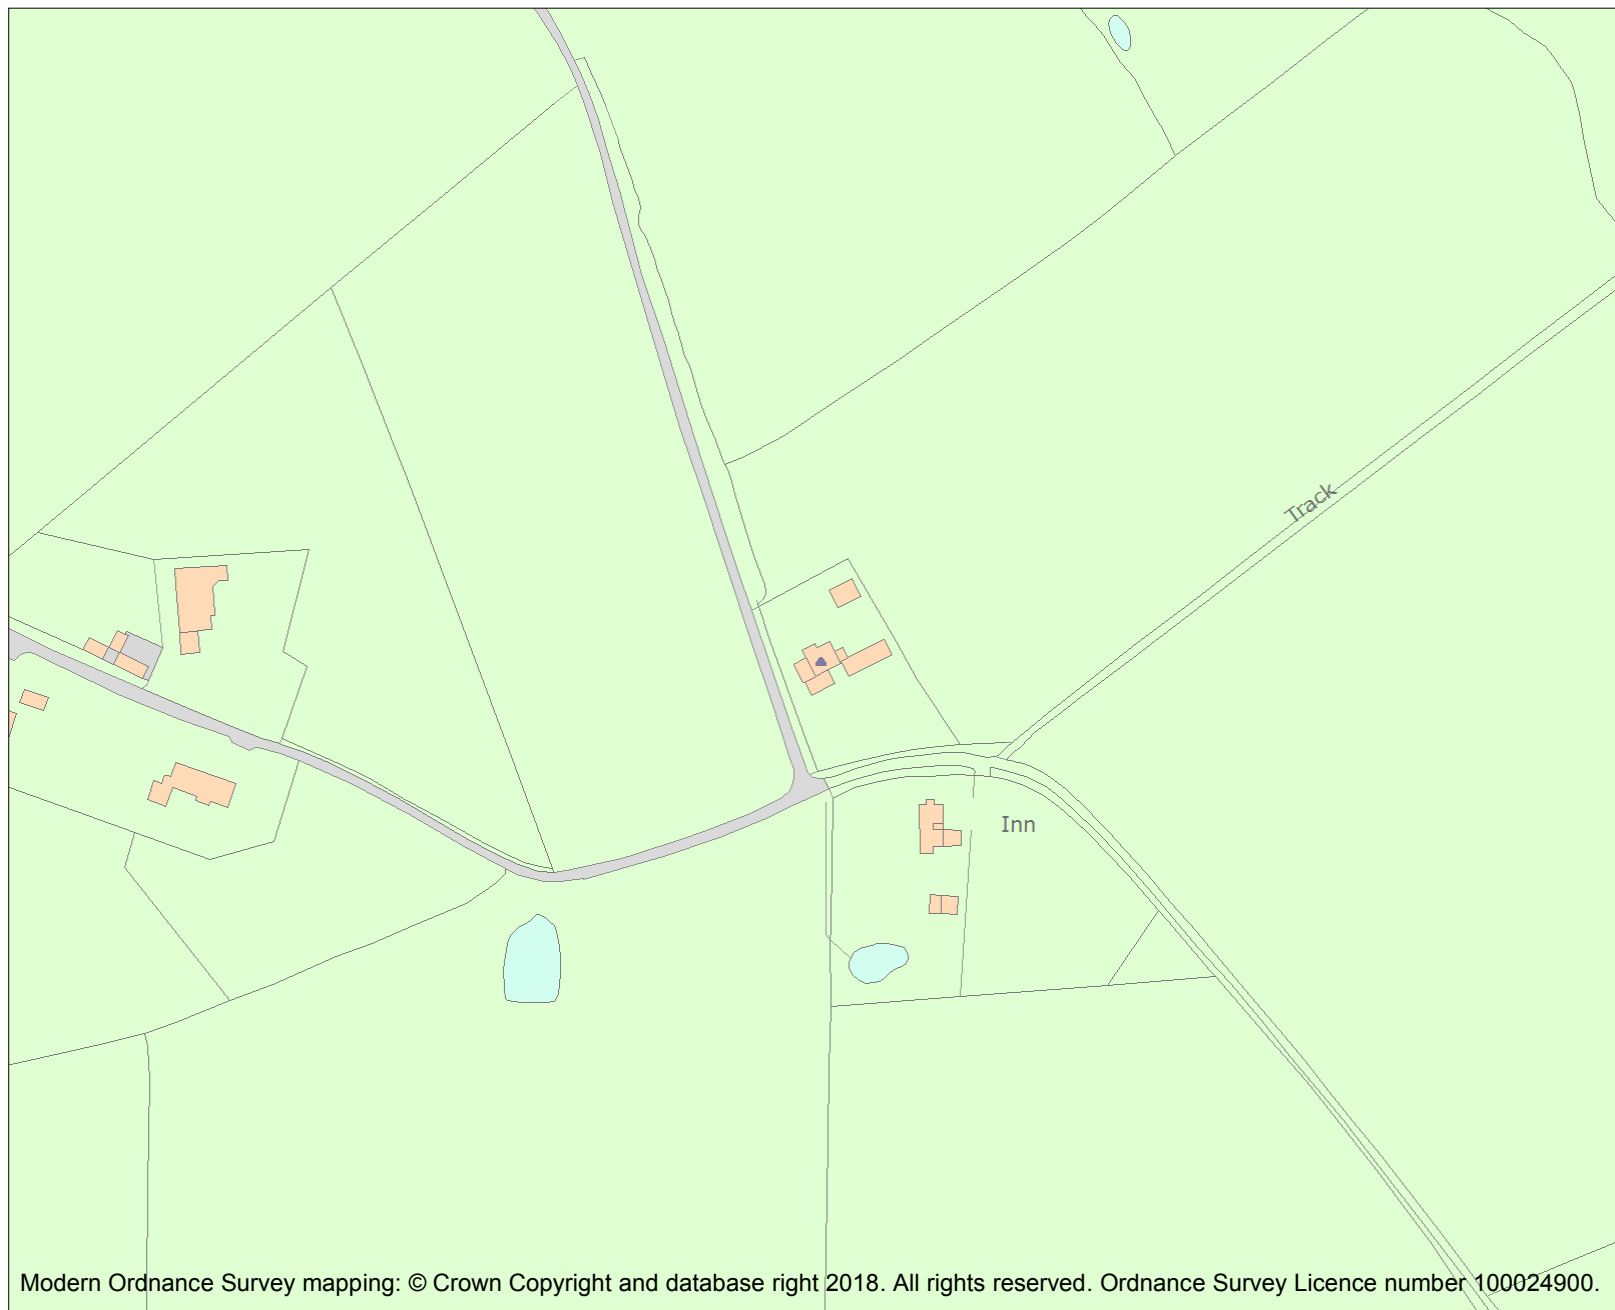 Track
Inn
Modern Ordnance Survey mapping: © Crown Copyright and database right 2018. All rights reserved. Ordnance Survey Licence number 100024900.